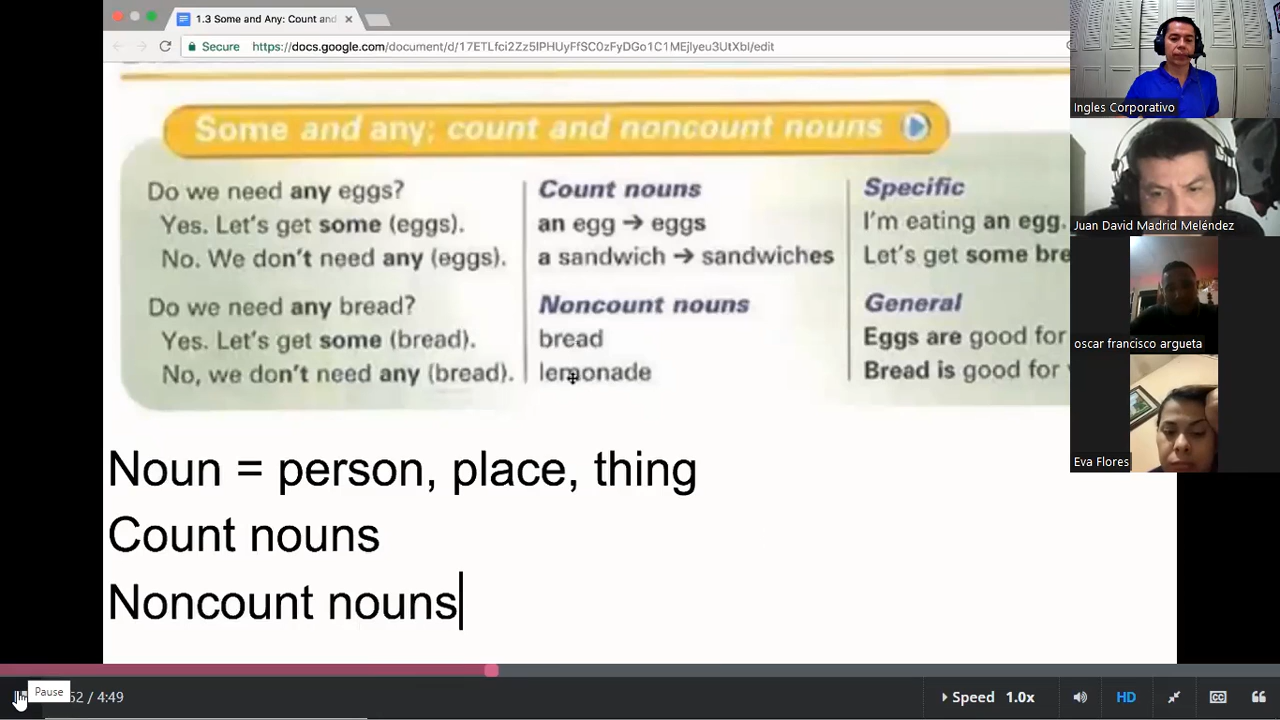 1.3 Some and Any: Count and
Secure https://docs.google.com/document/d/17ETLfci2Zz5IPHUyFfSC0zFyDGo1C1MEjlyeu3UtXbI/edit
Some and any; count and noncount nouns
Do we need any eggs?
Yes. Let's get some (eggs).
No. We don't need any (eggs).
Do we need any bread?
Yes. Let's get some (bread).
No, we don't need any (bread).
Count nouns
an egg → eggs
a sandwich → sandwiches
Noncount nouns
bread
lemonade
Specific
I'm eating an egg.
Let's get some bre
General
Eggs are good for
Bread is good for
Noun = person, place, thing
Count nouns
Noncount nouns
Ingles Corporativo
Juan David Madrid Meléndez
oscar francisco argueta
Eva Flores
Pause
52 / 4:49
Speed 1.0x
HD
CC